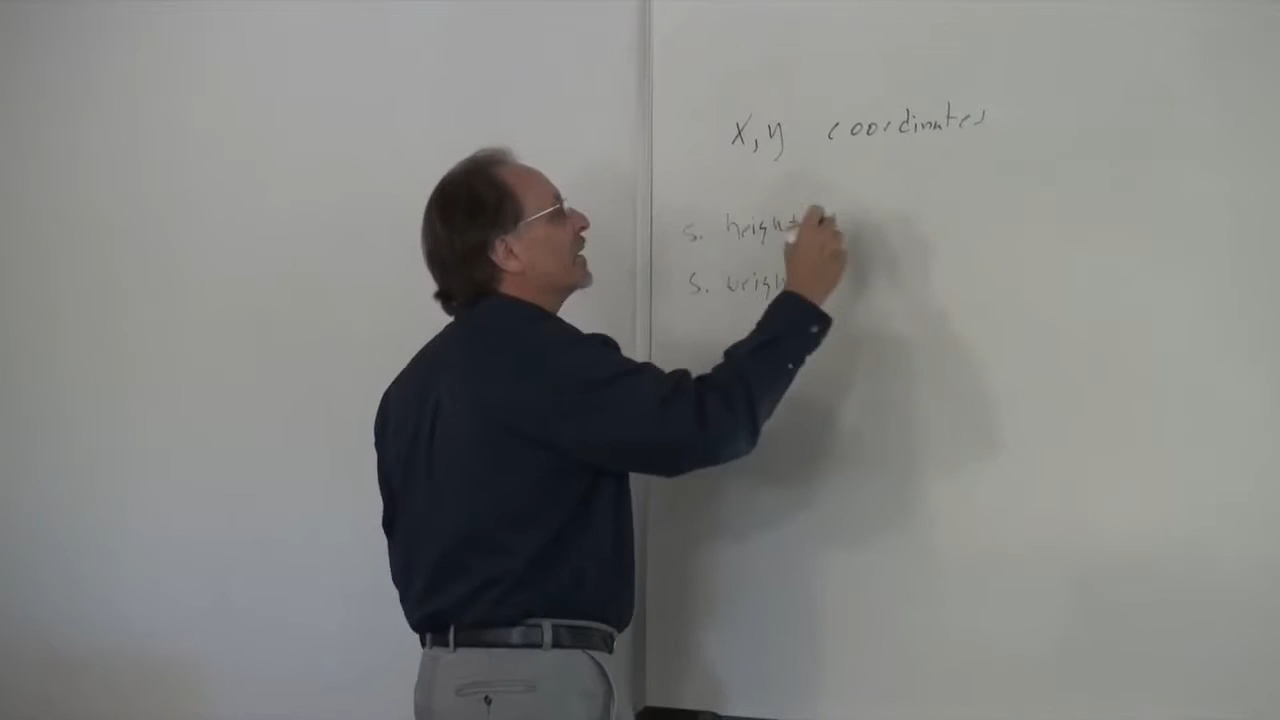 x, y coordinates
s. height
s. weigh